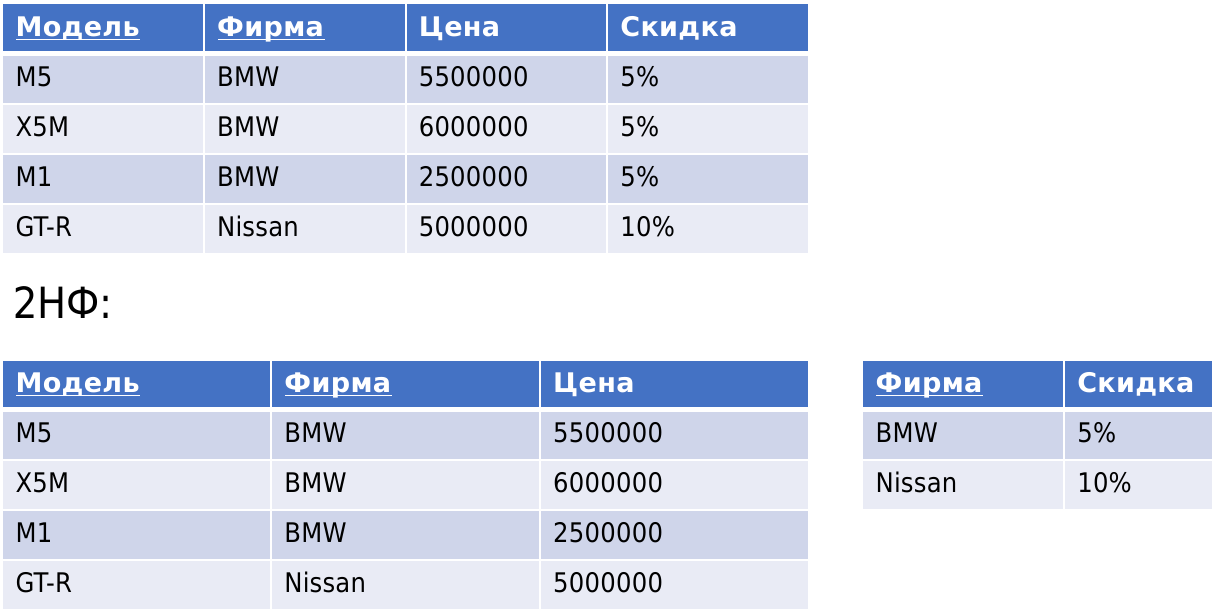 Модель Фирма Цена Скидка
M5 BMW 5500000 5%
X5M BMW 6000000 5%
M1 BMW 2500000 5%
GT-R Nissan 5000000 10%
2НФ:
Модель Фирма Цена
M5 BMW 5500000
X5M BMW 6000000
M1 BMW 2500000
GT-R Nissan 5000000
Фирма Скидка
BMW 5%
Nissan 10%